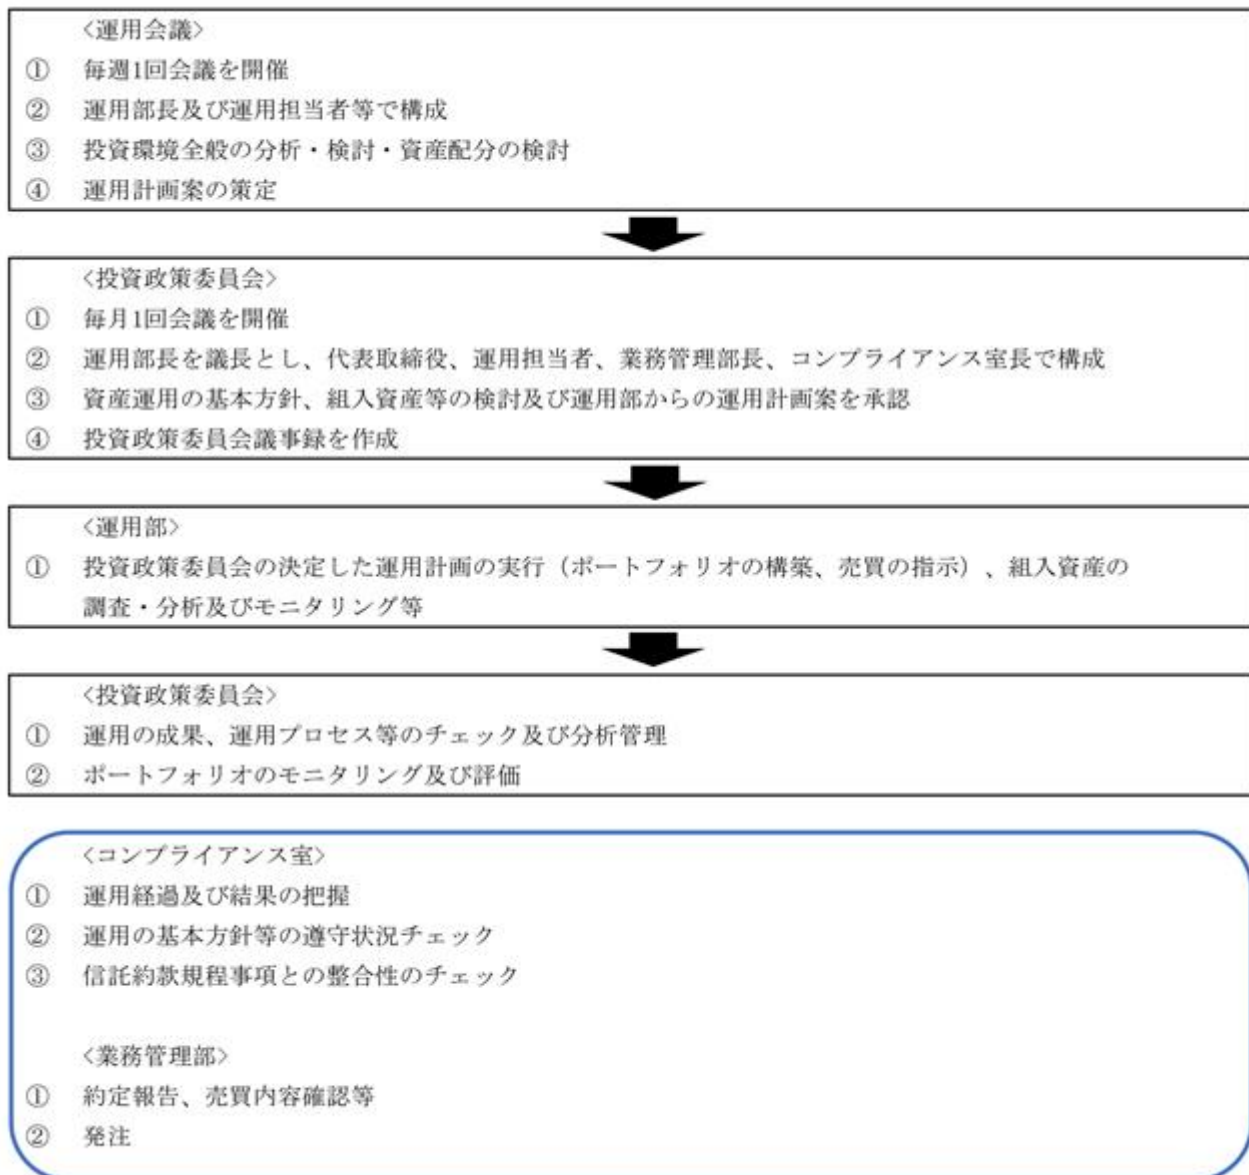 〈運用会議〉
① 毎週1回会議を開催
② 運用部長及び運用担当者等で構成
③ 投資環境全般の分析・検討・資産配分の検討
④ 運用計画案の策定
〈投資政策委員会〉
① 毎月1回会議を開催
② 運用部長を議長とし、代表取締役、運用担当者、業務管理部長、コンプライアンス室長で構成
③ 資産運用の基本方針、組入資産等の検討及び運用部からの運用計画案を承認
④ 投資政策委員会議事録を作成
〈運用部〉
① 投資政策委員会の決定した運用計画の実行（ポートフォリオの構築、売買の指示）、組入資産の
調査・分析及びモニタリング等
〈投資政策委員会〉
① 運用の成果、運用プロセス等のチェック及び分析管理
② ポートフォリオのモニタリング及び評価
〈コンプライアンス室〉
① 運用経過及び結果の把握
② 運用の基本方針等の遵守状況チェック
③ 信託約款規程事項との整合性のチェック
〈業務管理部〉
① 約定報告、売買内容確認等
② 発注